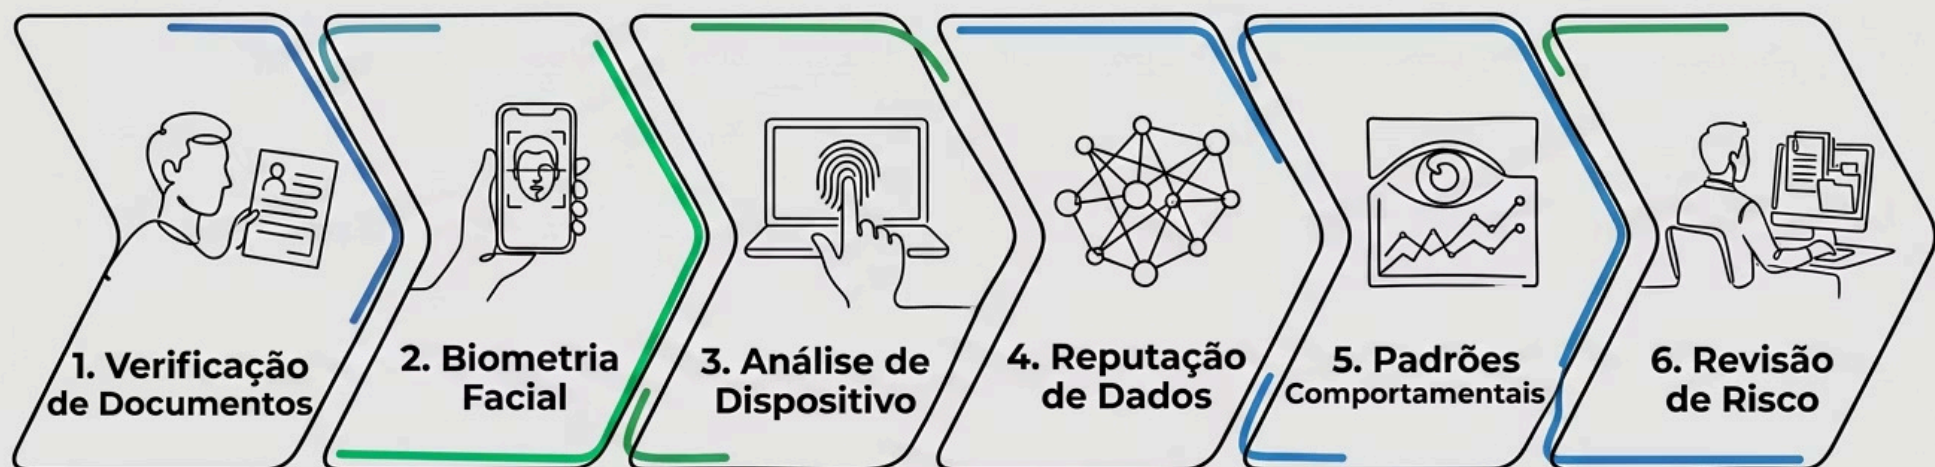 1. Verificação
de Documentos
2. Biometria
Facial
3. Análise de
Dispositivo
4. Reputação
de Dados
5. Padrões
Comportamentais
6. Revisão
de Risco